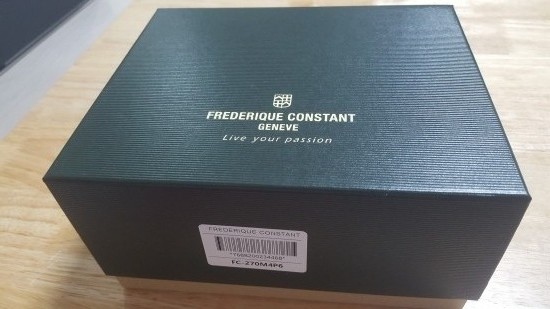 FREDERIQUE CONSTANT
GENEVE
Live your passion
FREDERIQUE CONSTANT
FC-270M4P6